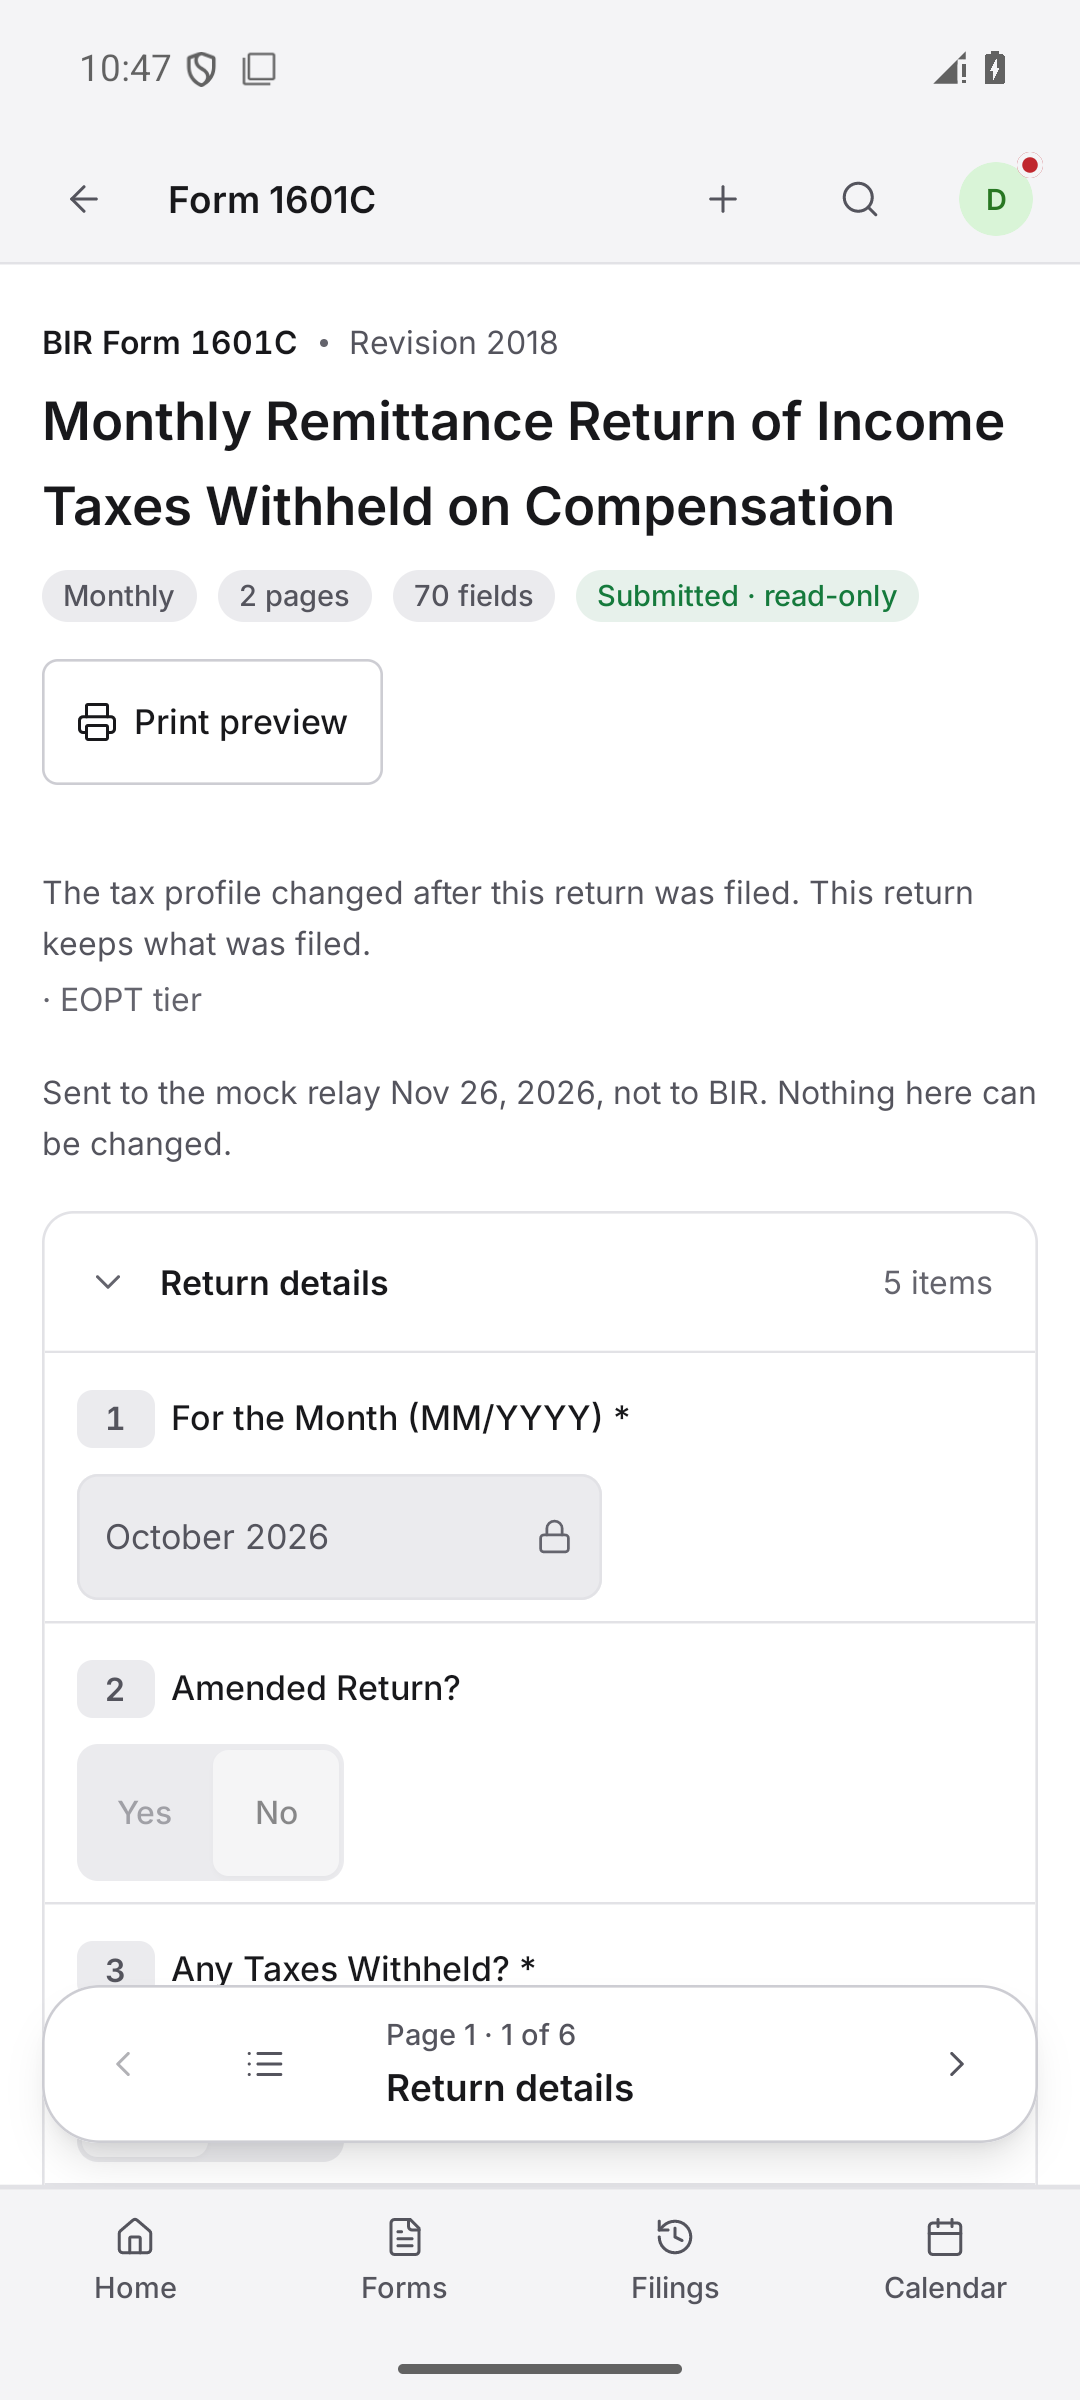 10:47
Form 1601C
D
BIR Form 1601C • Revision 2018
Monthly Remittance Return of Income
Taxes Withheld on Compensation
Monthly
2 pages
70 fields
Submitted · read-only
Print preview
The tax profile changed after this return was filed. This return
keeps what was filed.
· EOPT tier
Sent to the mock relay Nov 26, 2026, not to BIR. Nothing here can
be changed.
Return details
5 items
1 For the Month (MM/YYYY) *
October 2026
2 Amended Return?
Yes
No
3 Any Taxes Withheld? *
Page 1 · 1 of 6
Return details
Home
Forms
Filings
Calendar